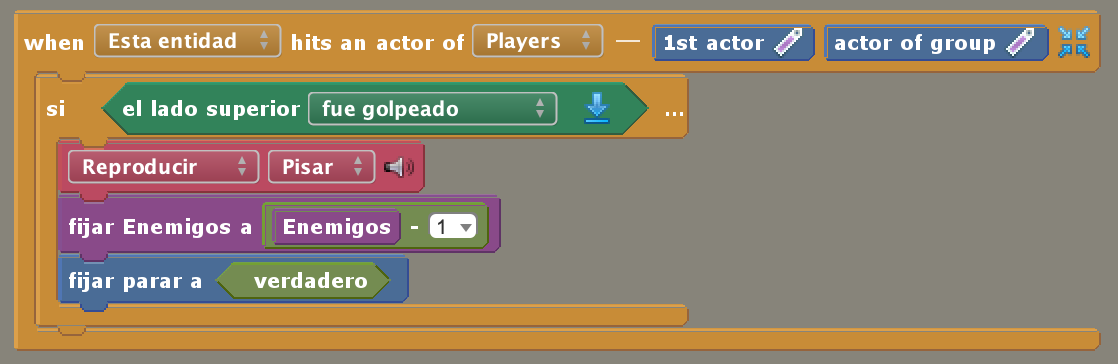 when Esta entidad hits an actor of Players — 1st actor actor of group
si el lado superior fue golpeado ...
Reproducir Pisar
fijar Enemigos a Enemigos - 1
fijar parar a verdadero